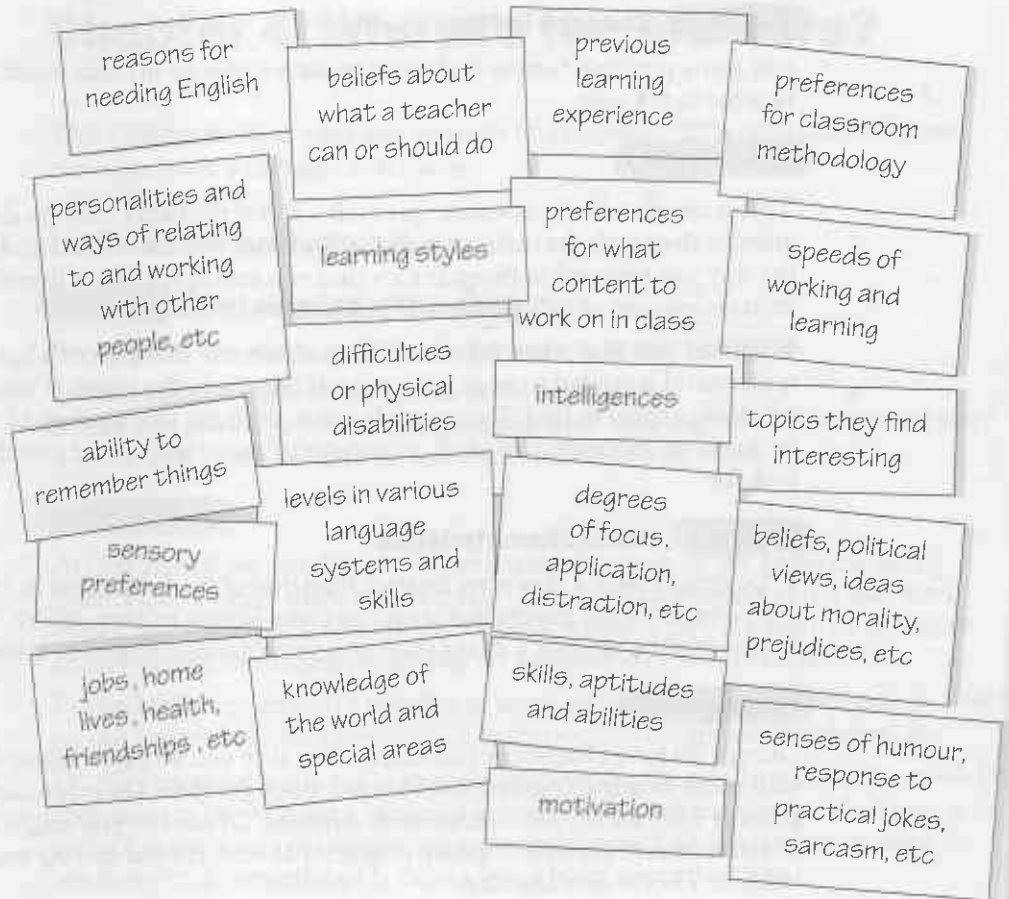 reasons for
needing English
beliefs about
what a teacher
can or should do
previous
learning
experience
preferences
for classroom
methodology
personalities and
ways of relating
to and working
with other
people, etc
learning styles
preferences
for what
content to
work on in class
speeds of
working and
learning
difficulties
or physical
disabilities
intelligences
topics they find
interesting
ability to
remember things
levels in various
language
systems and
skills
degrees
of focus,
application,
distraction, etc
beliefs, political
views, ideas
about morality,
prejudices, etc
sensory
preferences
jobs, home
lives, health,
friendships, etc
knowledge of
the world and
special areas
skills, aptitudes
and abilities
senses of humour,
response to
practical jokes,
sarcasm, etc
motivation